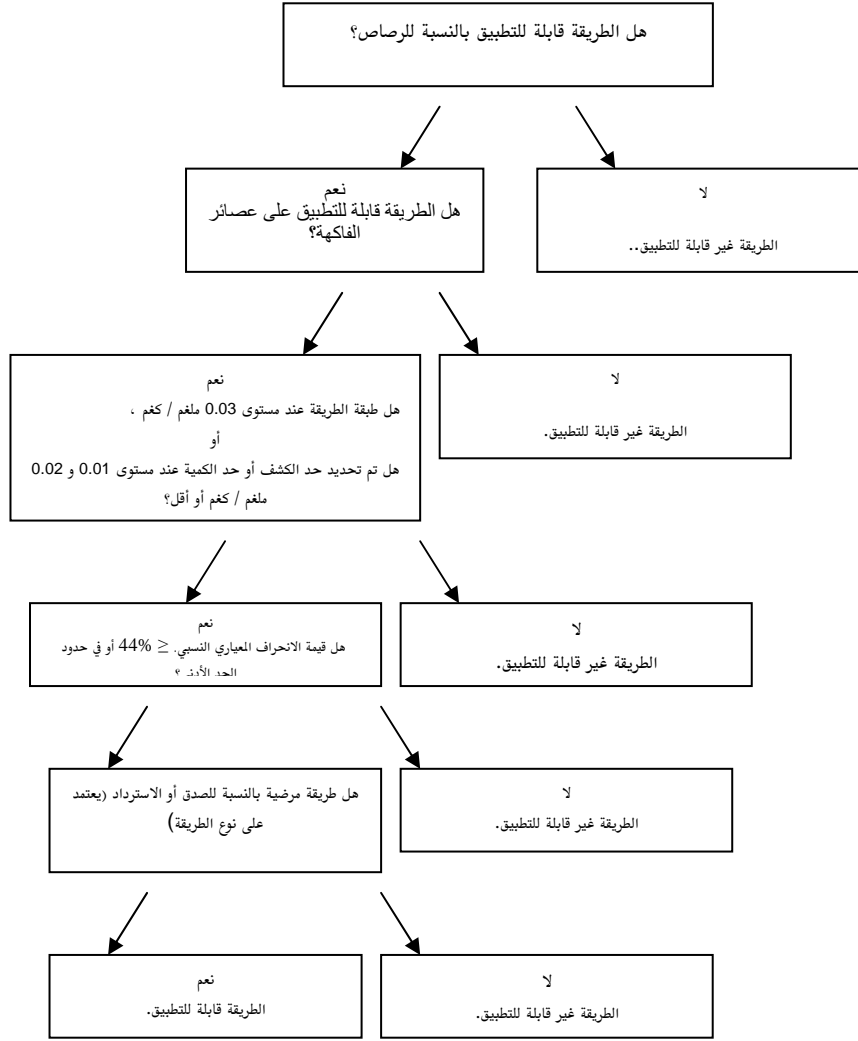 هل الطريقة قابلة للتطبيق بالنسبة للرصاص؟
نعم
هل الطريقة قابلة للتطبيق على عصائر
الفاكهة؟
لا
الطريقة غير قابلة للتطبيق..
نعم
هل طبقة الطريقة عند مستوى 0.03 ملغم / كغم ،
أو
هل تم تحديد حد الكشف أو حد الكمية عند مستوى 0.01 و 0.02
ملغم / كغم أو أقل؟
لا
الطريقة غير قابلة للتطبيق.
نعم
هل قيمة الانحراف المعياري النسبي. ≤ 44% أو في حدود
الحد الأدنى؟
لا
الطريقة غير قابلة للتطبيق.
هل طريقة مرضية بالنسبة للصدق أو الاسترداد (يعتمد
على نوع الطريقة)
لا
الطريقة غير قابلة للتطبيق.
نعم
الطريقة قابلة للتطبيق.
لا
الطريقة غير قابلة للتطبيق.